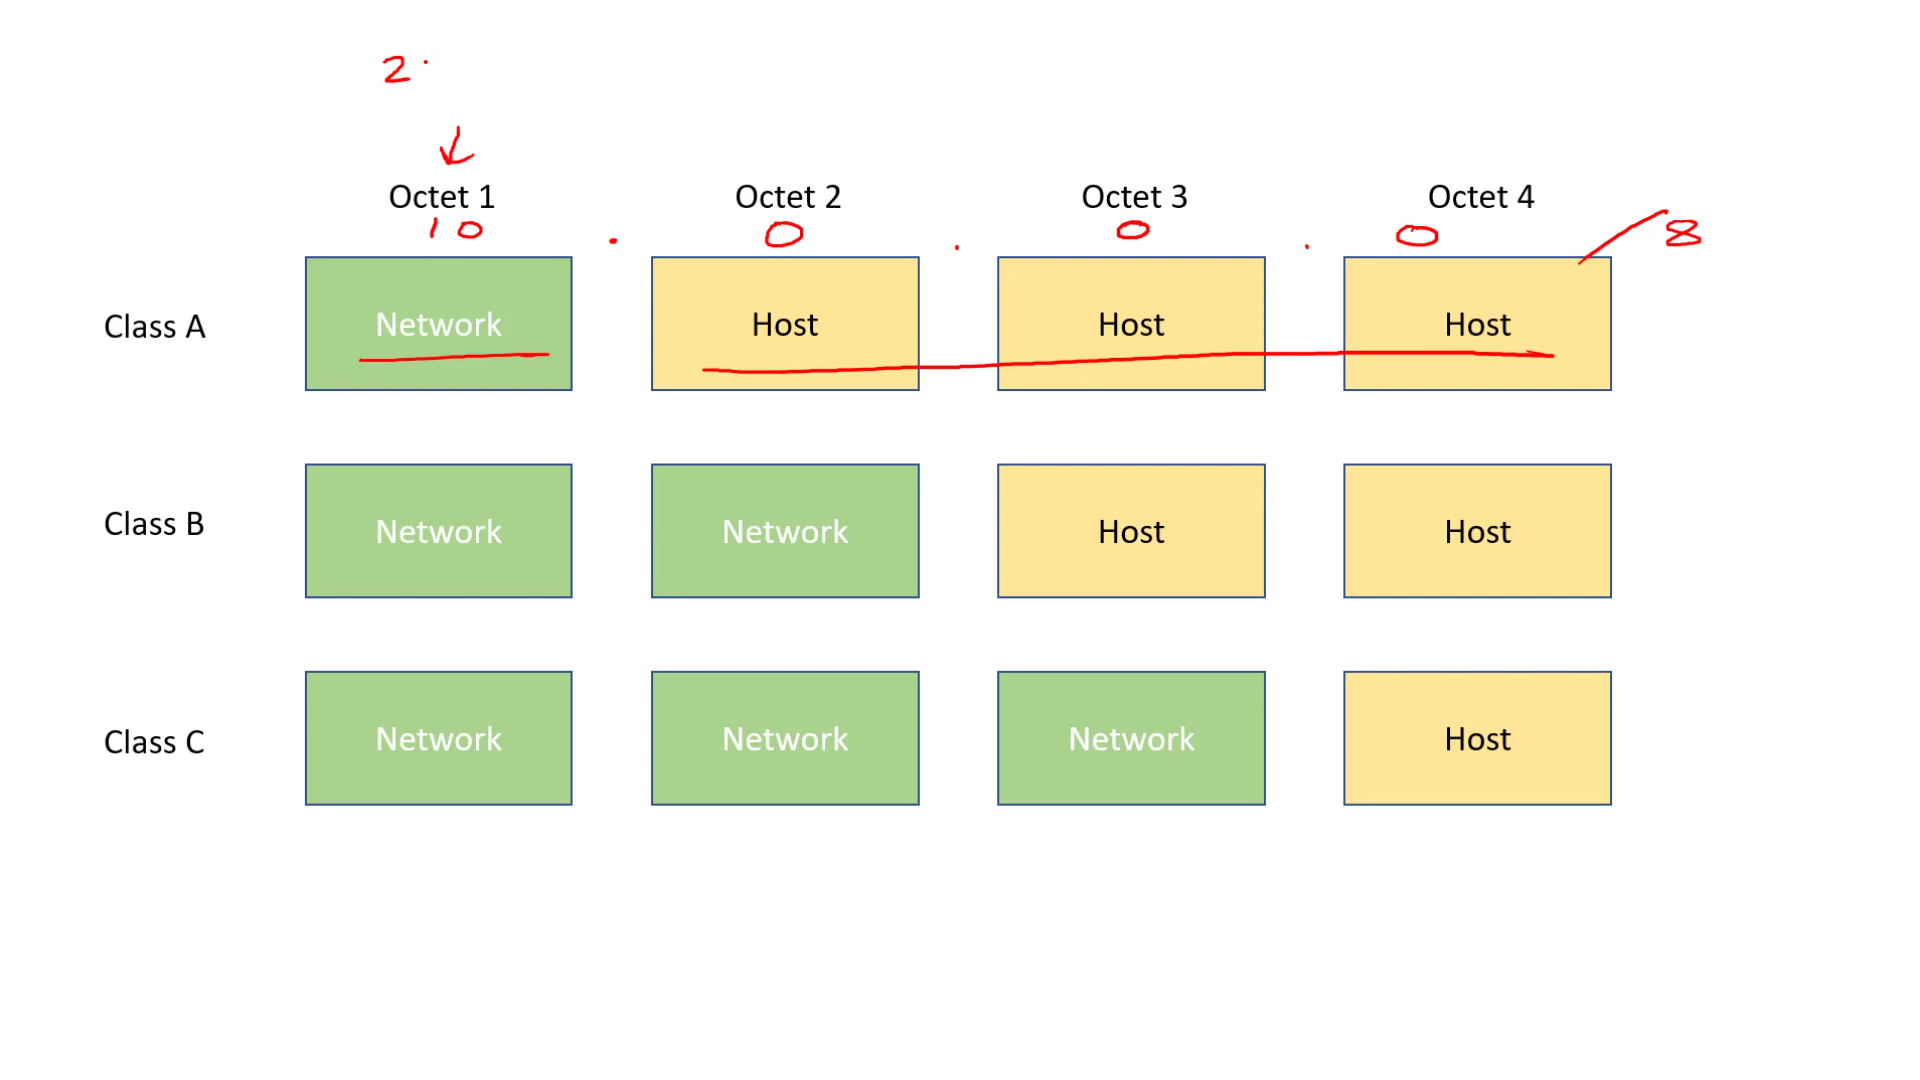 2
Octet 1 Octet 2 Octet 3 Octet 4
10 . 0 . 0 . 0 / 8
Class A Network Host Host Host
Class B Network Network Host Host
Class C Network Network Network Host